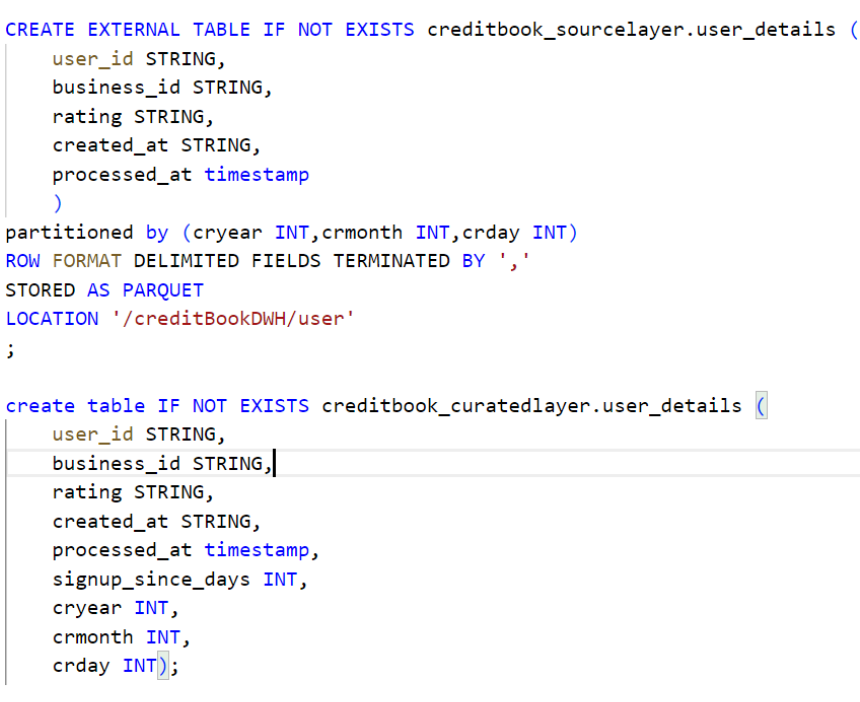 CREATE EXTERNAL TABLE IF NOT EXISTS creditbook_sourcelayer.user_details (
user_id STRING,
business_id STRING,
rating STRING,
created_at STRING,
processed_at timestamp
)
partitioned by (cryear INT,crmonth INT,crday INT)
ROW FORMAT DELIMITED FIELDS TERMINATED BY ','
STORED AS PARQUET
LOCATION '/creditBookDWH/user'
;
create table IF NOT EXISTS creditbook_curatedlayer.user_details (
user_id STRING,
business_id STRING,
rating STRING,
created_at STRING,
processed_at timestamp,
signup_since_days INT,
cryear INT,
crmonth INT,
crday INT);